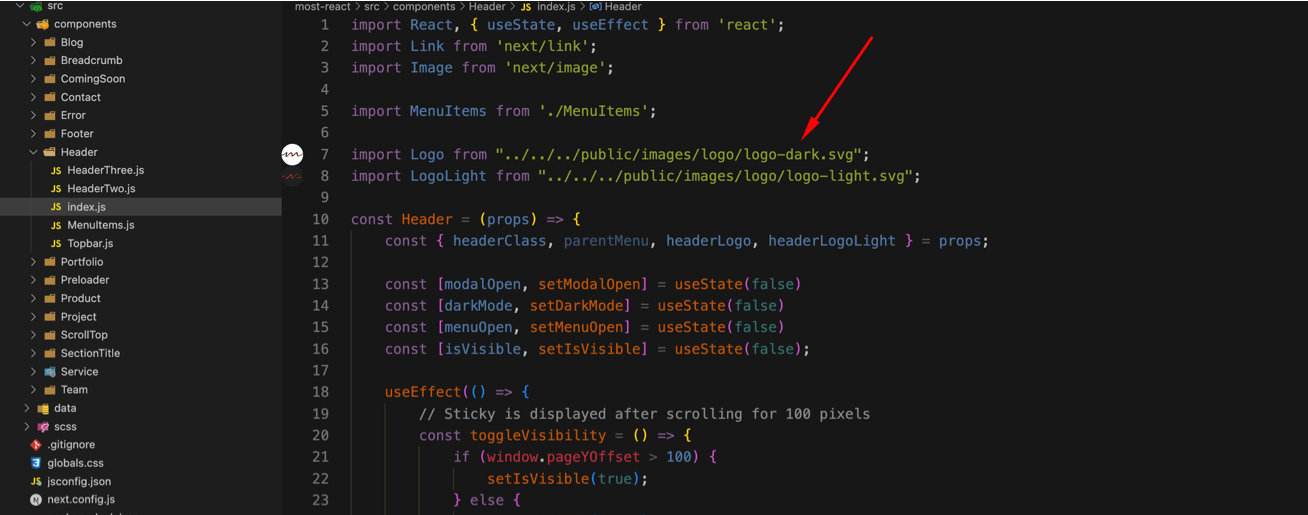 src
components
Blog
Breadcrumb
ComingSoon
Contact
Error
Footer
Header
JS HeaderThree.js
JS HeaderTwo.js
JS index.js
JS MenuItems.js
JS Topbar.js
Portfolio
Preloader
Product
Project
ScrollTop
SectionTitle
Service
Team
data
scss
.gitignore
globals.css
JS jsconfig.json
N next.config.js
most-react > src > components > Header > JS index.js > Header
1 import React, { useState, useEffect } from 'react';
2 import Link from 'next/link';
3 import Image from 'next/image';
4
5 import MenuItems from './MenuItems';
6
7 import Logo from "../../../public/images/logo/logo-dark.svg";
8 import LogoLight from "../../../public/images/logo/logo-light.svg";
9
10 const Header = (props) => {
11 const { headerClass, parentMenu, headerLogo, headerLogoLight } = props;
12
13 const [modalOpen, setModalOpen] = useState(false)
14 const [darkMode, setDarkMode] = useState(false)
15 const [menuOpen, setMenuOpen] = useState(false)
16 const [isVisible, setIsVisible] = useState(false);
17
18 useEffect(() => {
19 // Sticky is displayed after scrolling for 100 pixels
20 const toggleVisibility = () => {
21 if (window.pageYOffset > 100) {
22 setIsVisible(true);
23 } else {